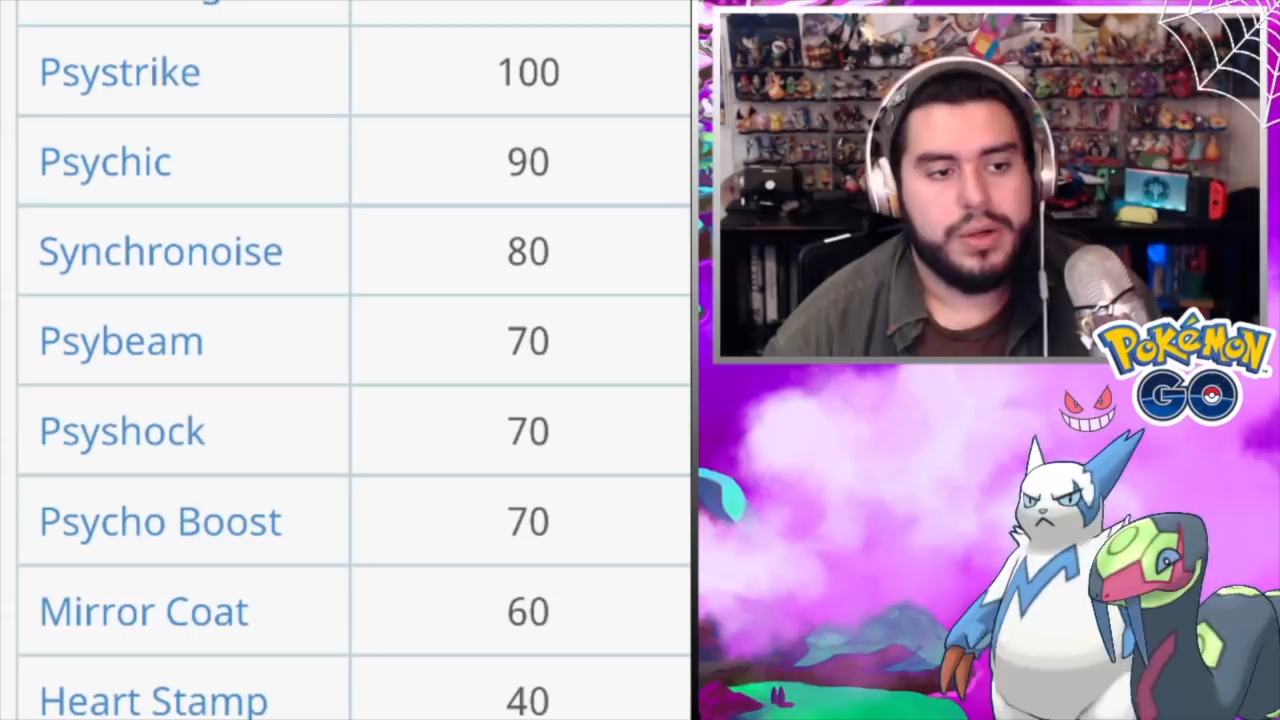 Psystrike 100
Psychic 90
Synchronoise 80
Psybeam 70
Psyshock 70
Psycho Boost 70
Mirror Coat 60
Heart Stamp 40
POKéMON
GO